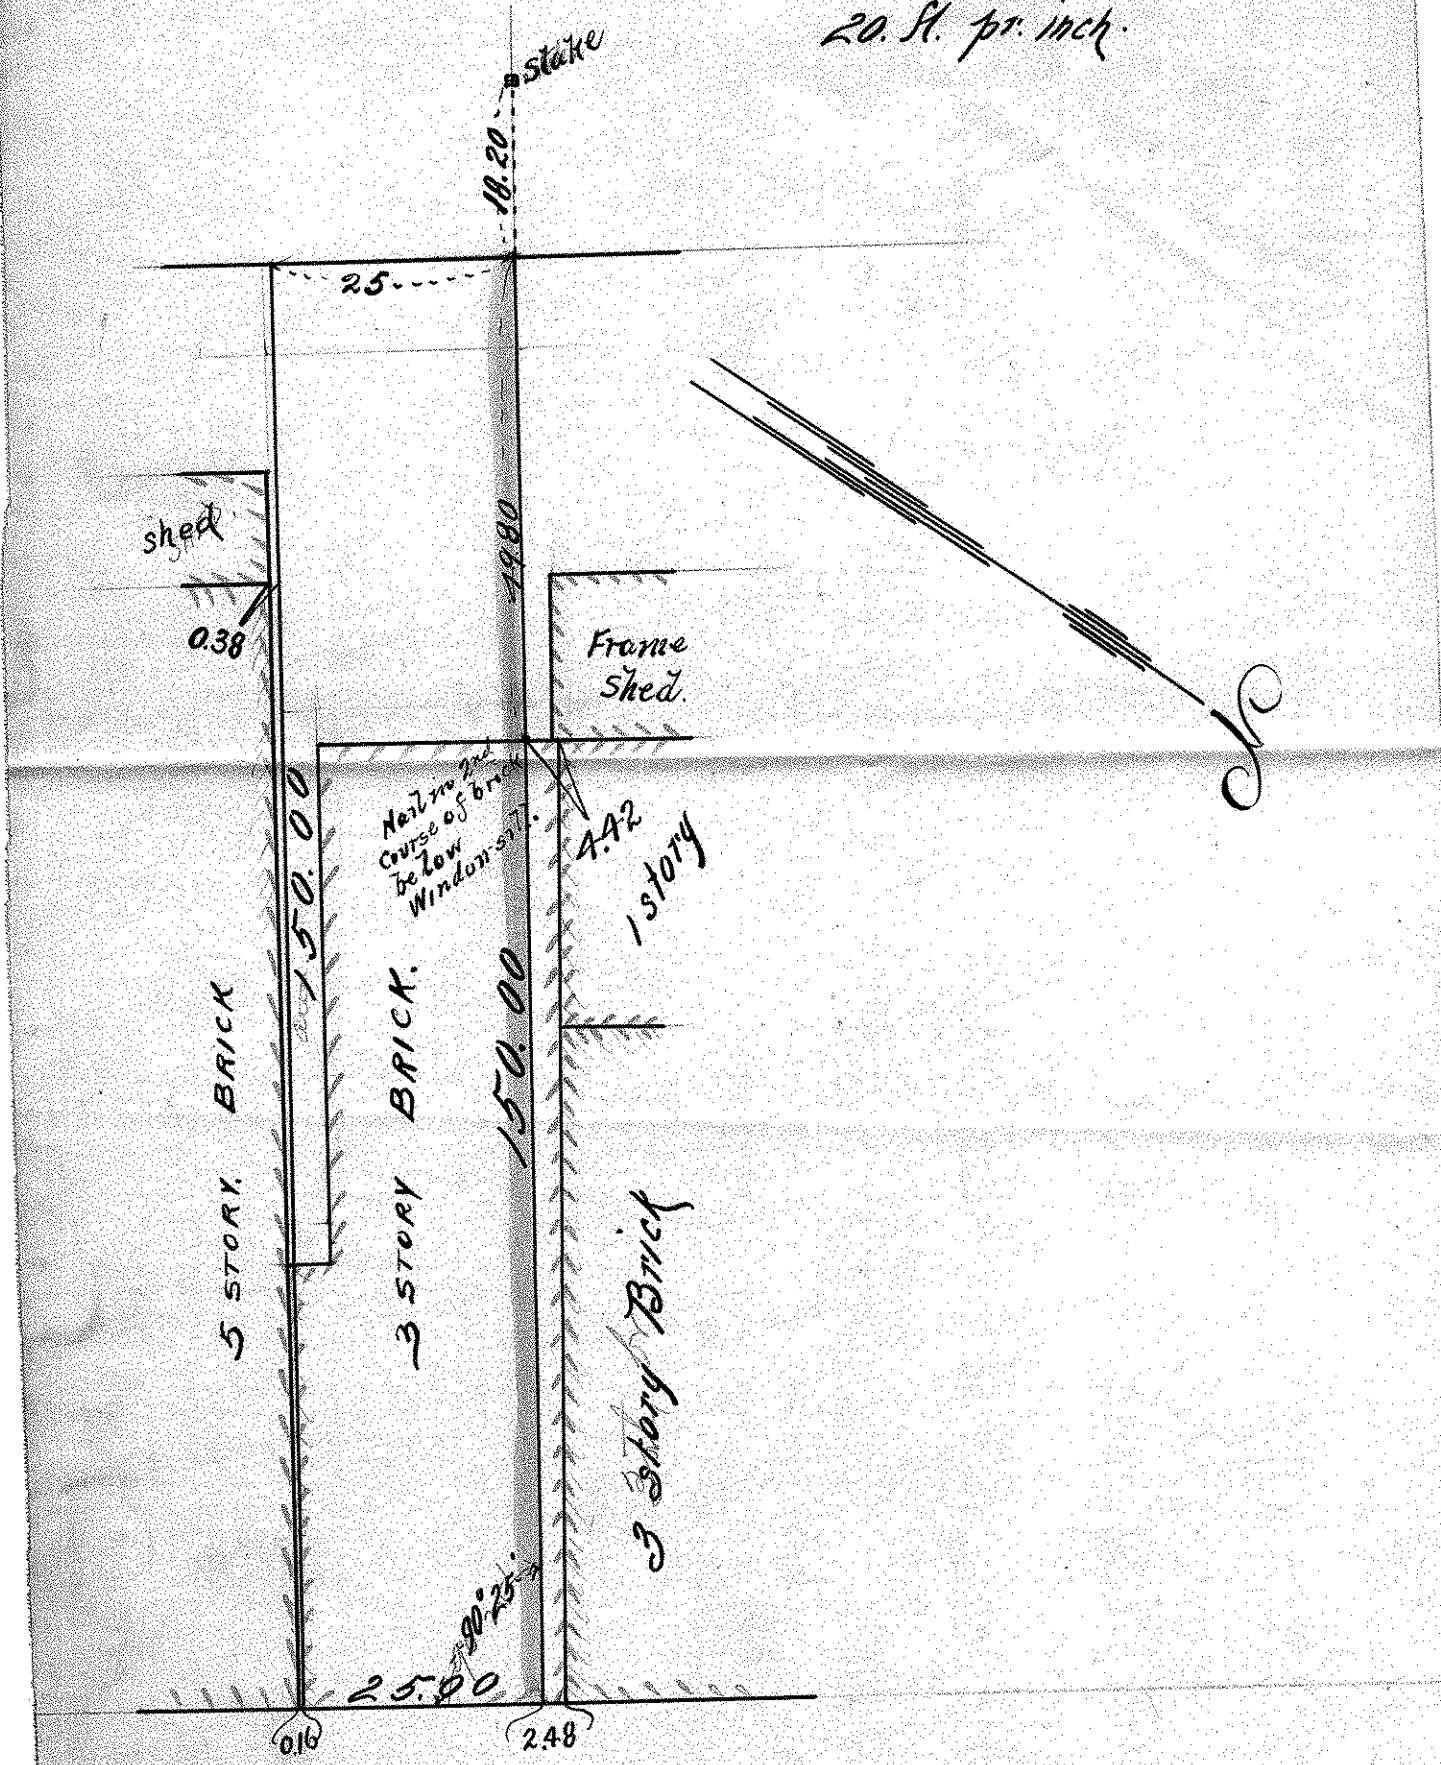 20. ft. pr. inch.
stake
18.20
25
49.80
shed
0.38
Frame
Shed.
Nail in 2nd
Course of brick
below
Window-sill.
4.42
1 story
150.00
150.00
5 STORY. BRICK
3 STORY BRICK.
3 story Brick
90°.25'
25.00
0.16
2.48